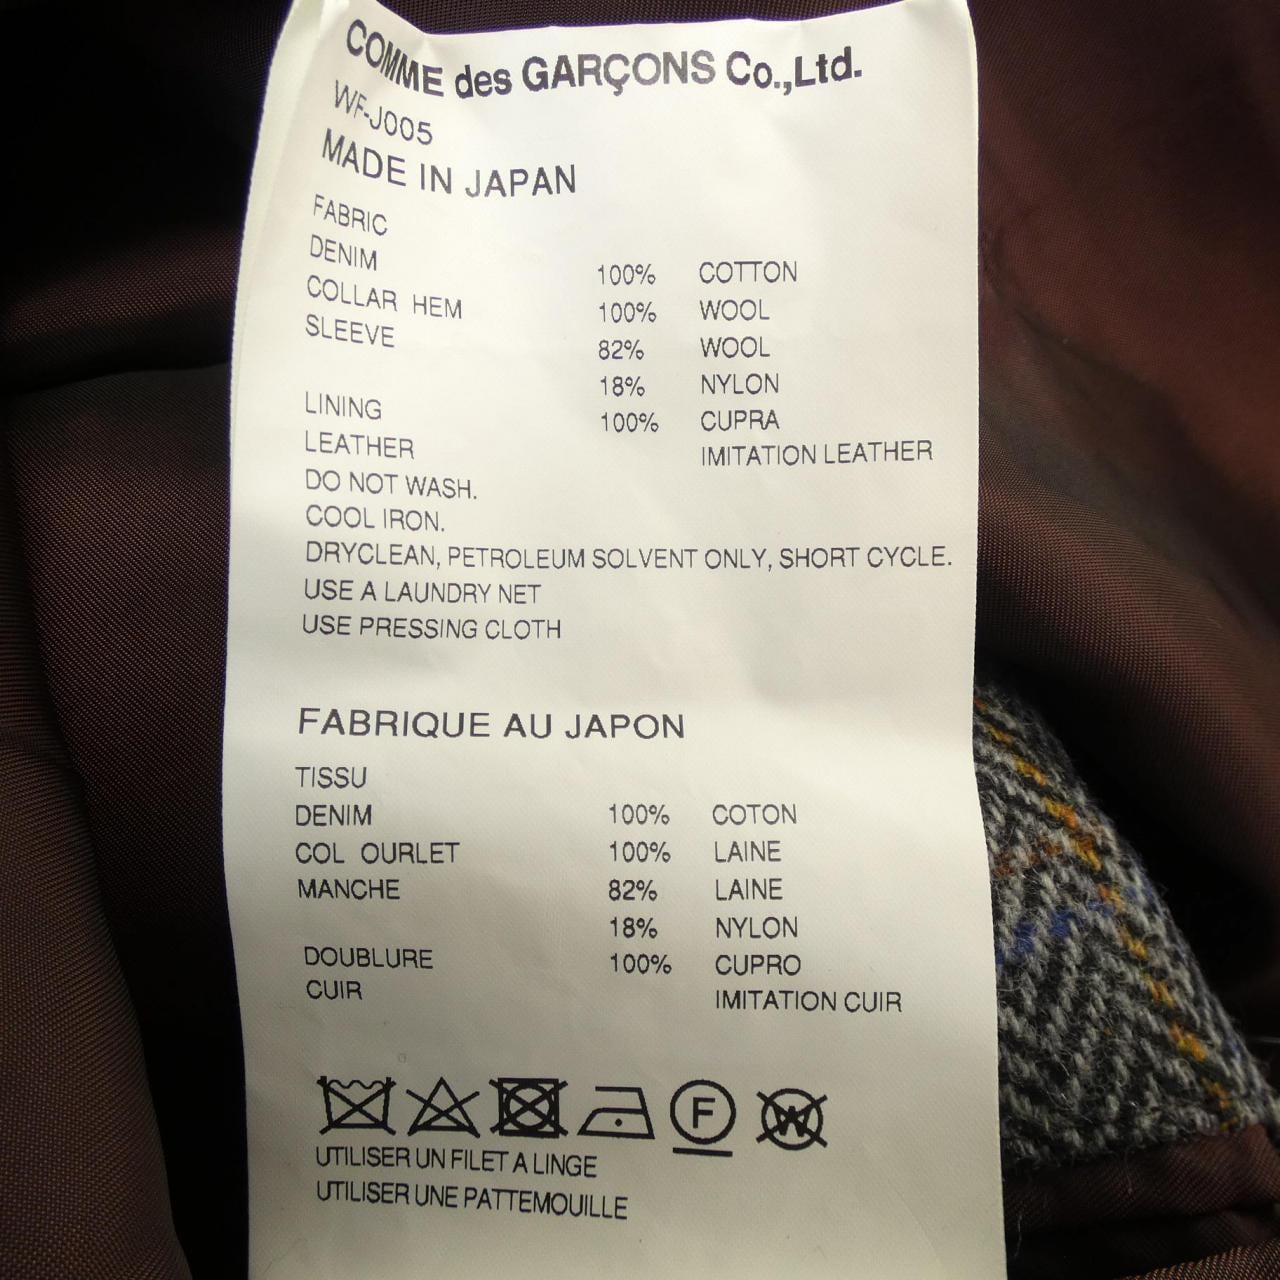 COMME des GARÇONS Co.,Ltd.
WF-J005
MADE IN JAPAN
FABRIC
DENIM 100% COTTON
COLLAR HEM 100% WOOL
SLEEVE 82% WOOL
18% NYLON
LINING 100% CUPRA
LEATHER IMITATION LEATHER
DO NOT WASH.
COOL IRON.
DRYCLEAN, PETROLEUM SOLVENT ONLY, SHORT CYCLE.
USE A LAUNDRY NET
USE PRESSING CLOTH
FABRIQUE AU JAPON
TISSU
DENIM 100% COTON
COL OURLET 100% LAINE
MANCHE 82% LAINE
18% NYLON
DOUBLURE 100% CUPRO
CUIR IMITATION CUIR
F W
UTILISER UN FILET A LINGE
UTILISER UNE PATTEMOUILLE